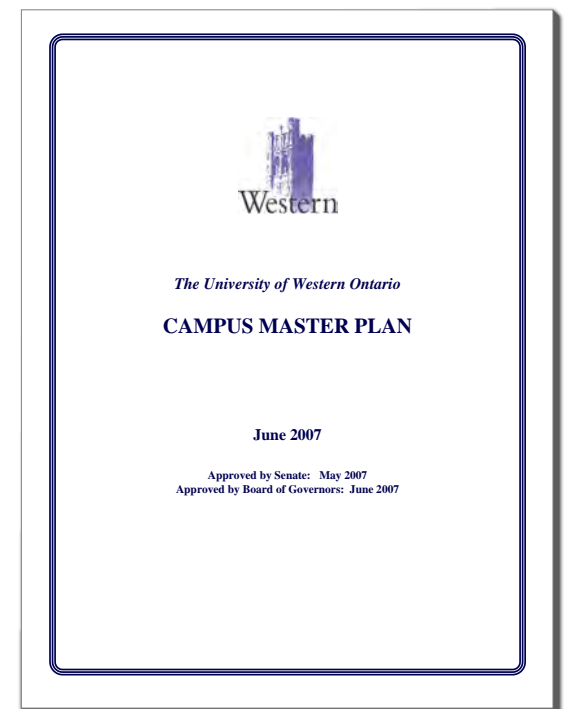 Western
The University of Western Ontario
CAMPUS MASTER PLAN
June 2007
Approved by Senate: May 2007
Approved by Board of Governors: June 2007